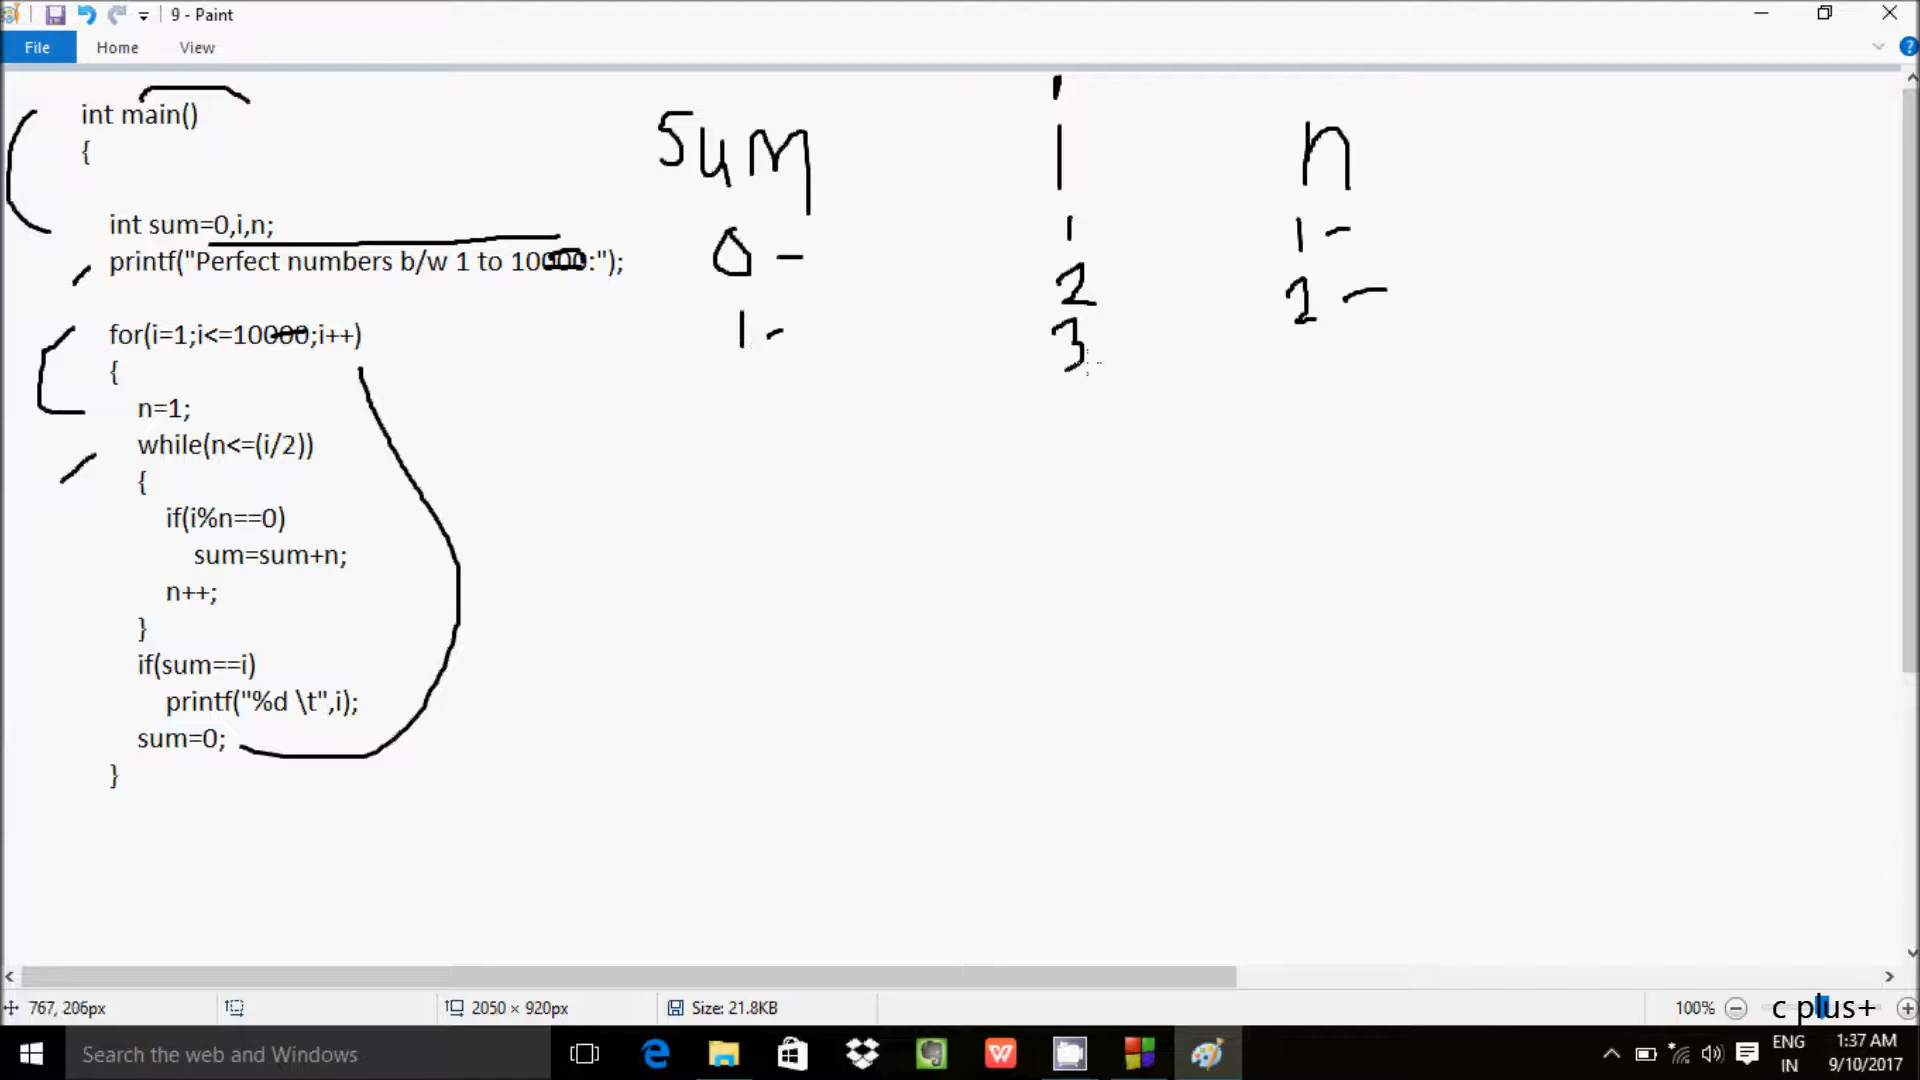 9 - Paint
File Home View
int main()
{
int sum=0,i,n;
printf("Perfect numbers b/w 1 to 10000:");
for(i=1;i<=10000;i++)
{
n=1;
while(n<=(i/2))
{
if(i%n==0)
sum=sum+n;
n++;
}
if(sum==i)
printf("%d \t",i);
sum=0;
}
Sum i n
0 - 1 1 -
1 - 2 2 -
3
767, 206px 2050 × 920px Size: 21.8KB 100%
c plus+
Search the web and Windows
ENG
IN
1:37 AM
9/10/2017